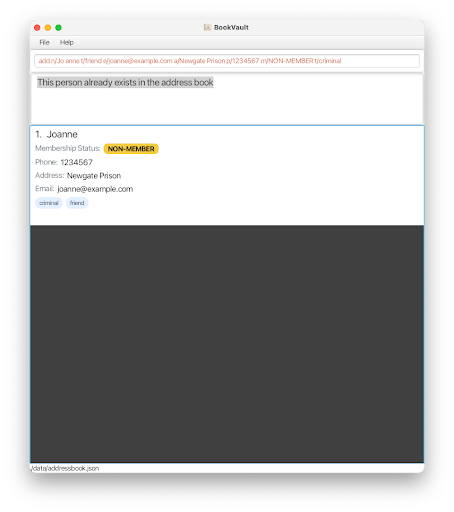 BookVault
File Help
add n/Jo anne t/friend e/joanne@example.com a/Newgate Prison p/1234567 m/NON-MEMBER t/criminal
This person already exists in the address book
1. Joanne
Membership Status: NON-MEMBER
Phone: 1234567
Address: Newgate Prison
Email: joanne@example.com
criminal friend
./data/addressbook.json